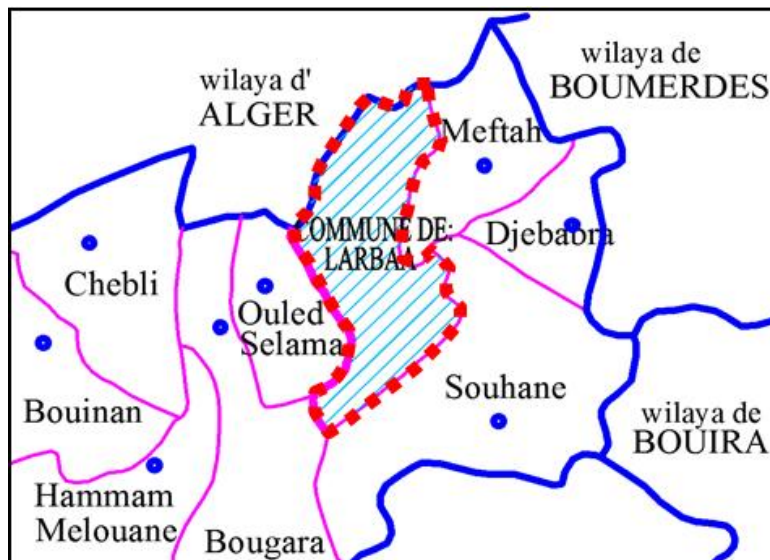 wilaya d'
ALGER
wilaya de
BOUMERDES
Meftah
COMMUNE DE:
LARBAA
Djebabra
Chebli
Ouled
Selama
Bouinan
Souhane
wilaya de
BOUIRA
Hammam
Melouane
Bougara